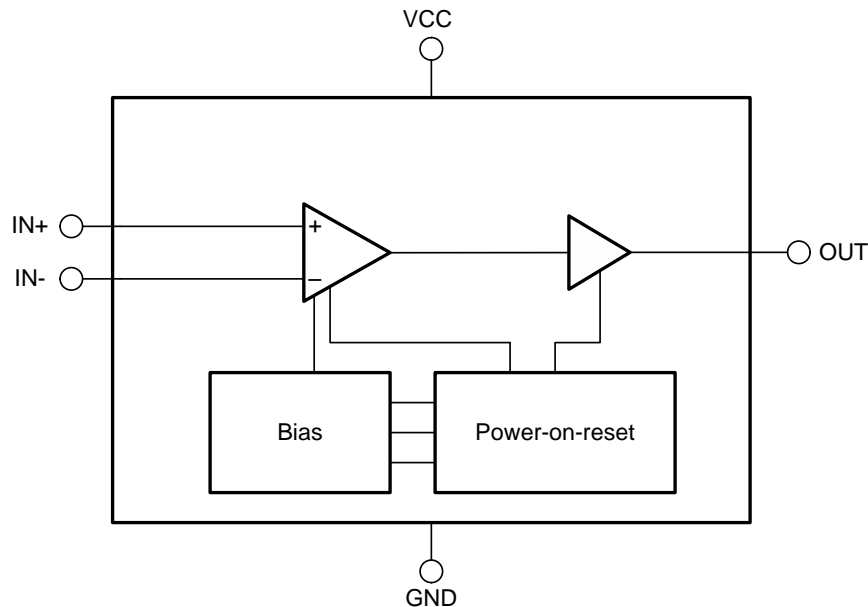 VCC
IN+
+
IN-
–
OUT
Bias
Power-on-reset
GND